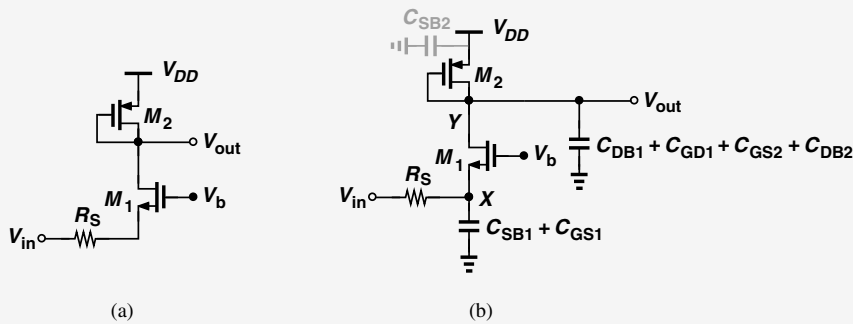 V_DD
M_2
V_out
M_1
V_b
R_S
V_in
(a)
C_SB2
V_DD
M_2
V_out
Y
C_DB1 + C_GD1 + C_GS2 + C_DB2
M_1
V_b
R_S
V_in
X
C_SB1 + C_GS1
(b)